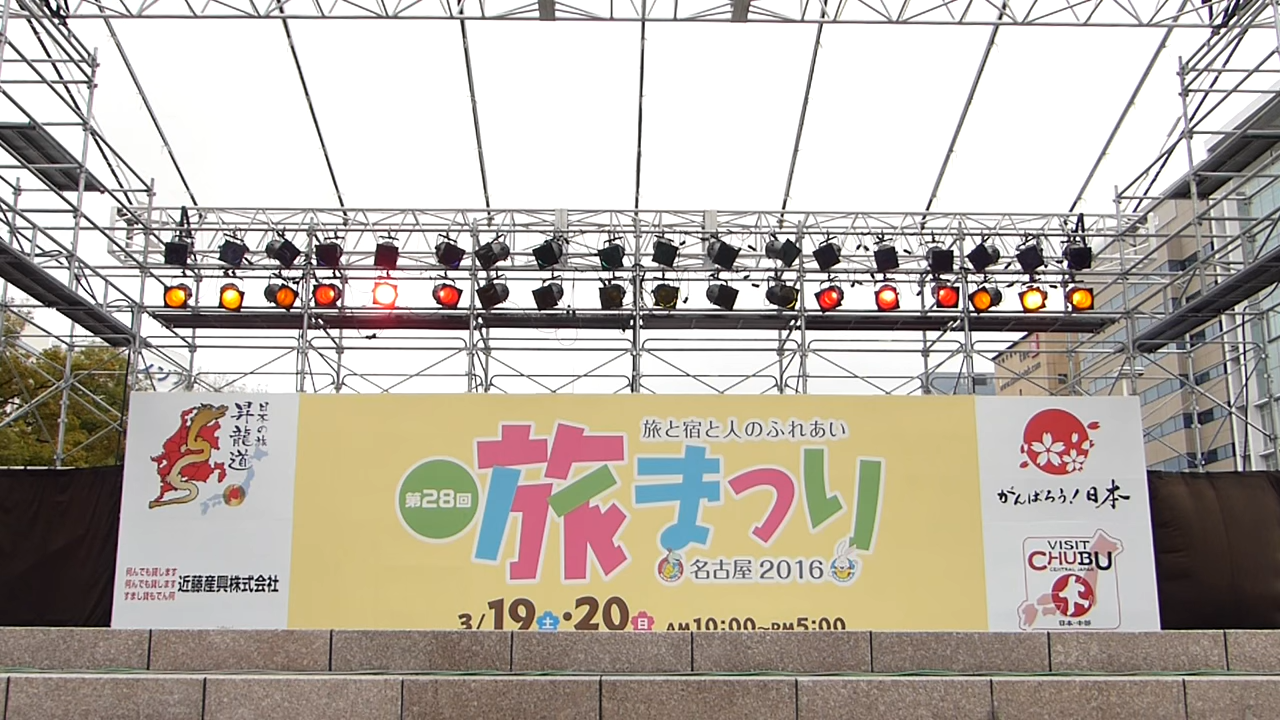 日本の旅
昇龍道
何んでも貸します
何んでも貸します
すまし貸もでん何
近藤産興株式会社
第28回
旅と宿と人のふれあい
旅まつり
名古屋2016
3/19土・20日
AM10:00~PM5:00
がんばろう!日本
VISIT
CHUBU
CENTRAL JAPAN
日本・中部